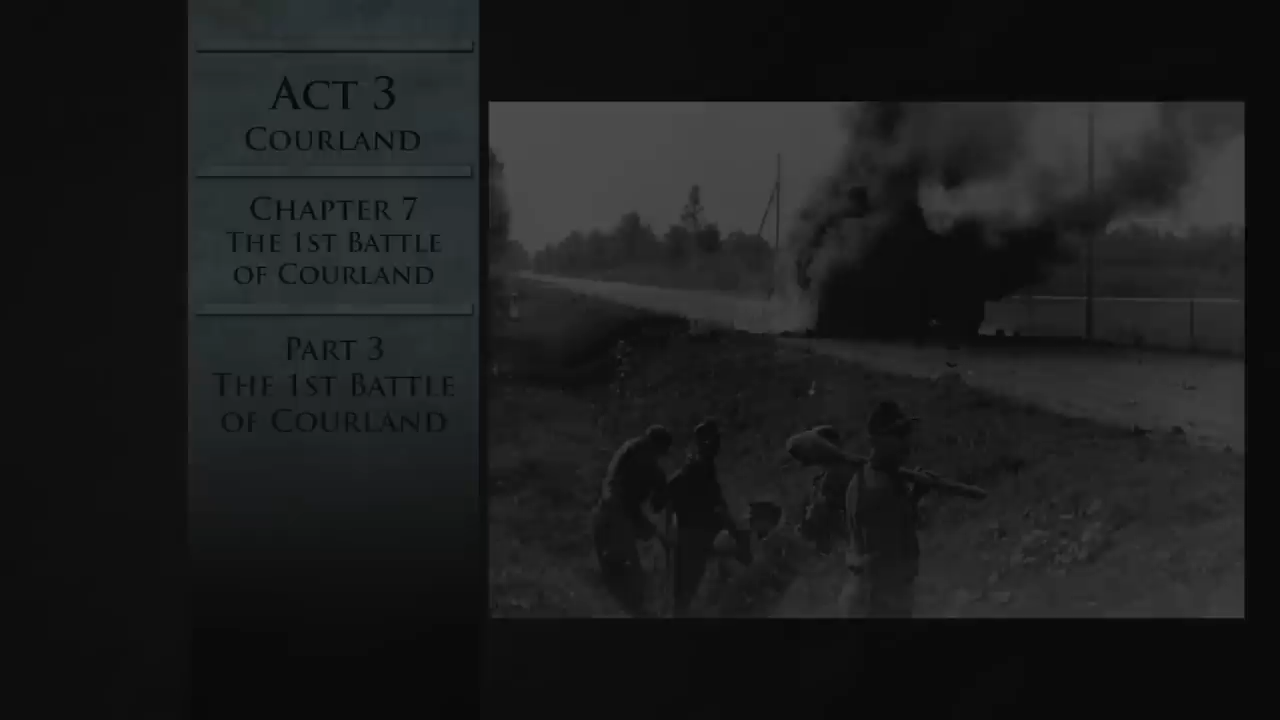 Act 3
Courland
Chapter 7
The 1st Battle
of Courland
Part 3
The 1st Battle
of Courland